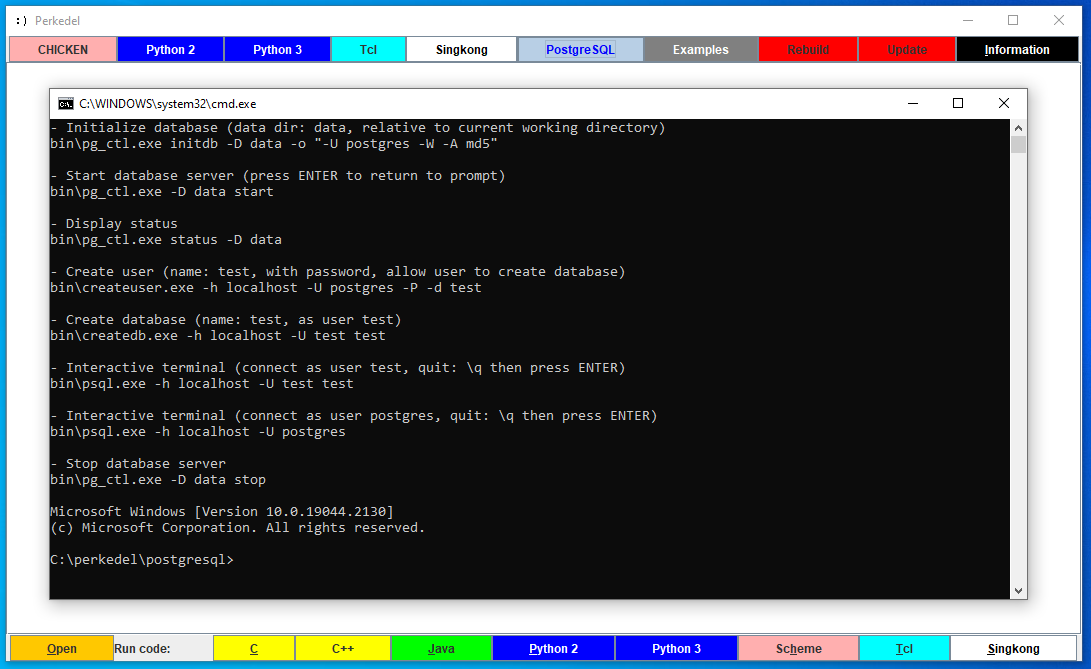 :) Perkedel
CHICKEN Python 2 Python 3 Tcl Singkong PostgreSQL Examples Rebuild Update Information
C:\WINDOWS\system32\cmd.exe
- Initialize database (data dir: data, relative to current working directory)
bin\pg_ctl.exe initdb -D data -o "-U postgres -W -A md5"
- Start database server (press ENTER to return to prompt)
bin\pg_ctl.exe -D data start
- Display status
bin\pg_ctl.exe status -D data
- Create user (name: test, with password, allow user to create database)
bin\createuser.exe -h localhost -U postgres -P -d test
- Create database (name: test, as user test)
bin\createdb.exe -h localhost -U test test
- Interactive terminal (connect as user test, quit: \q then press ENTER)
bin\psql.exe -h localhost -U test test
- Interactive terminal (connect as user postgres, quit: \q then press ENTER)
bin\psql.exe -h localhost -U postgres
- Stop database server
bin\pg_ctl.exe -D data stop
Microsoft Windows [Version 10.0.19044.2130]
(c) Microsoft Corporation. All rights reserved.
C:\perkedel\postgresql>
Open Run code: C C++ Java Python 2 Python 3 Scheme Tcl Singkong